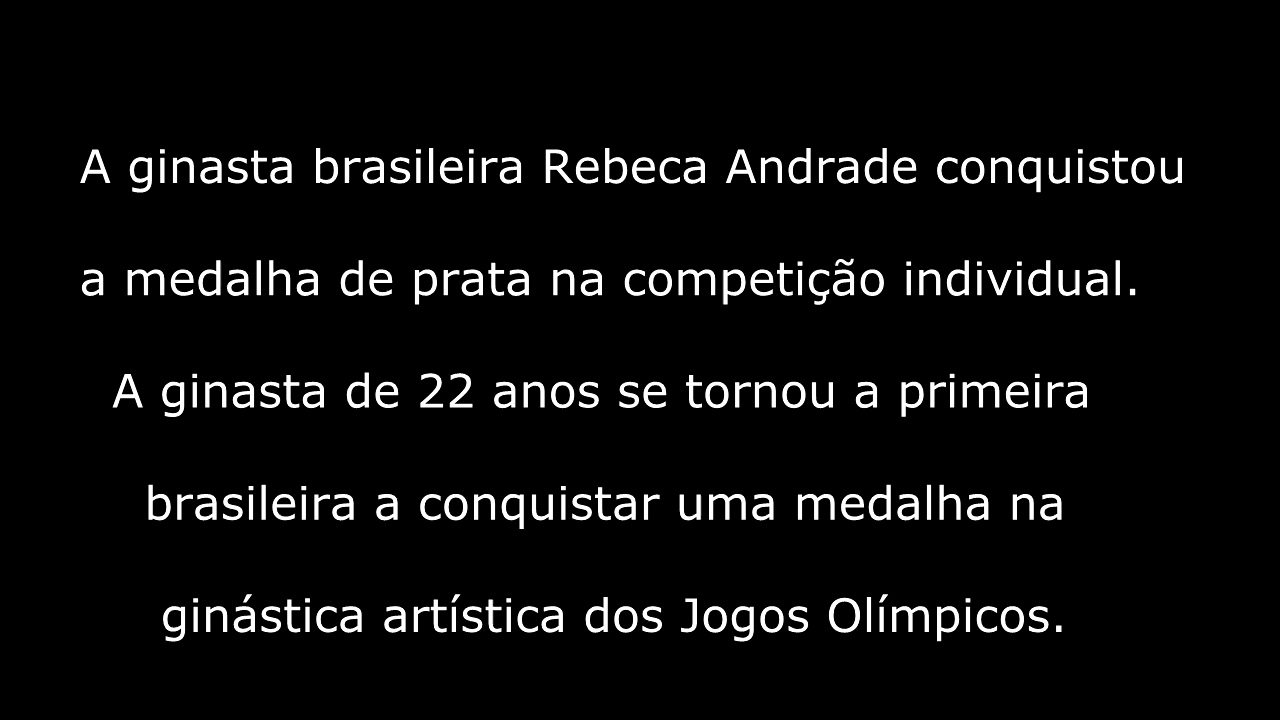 A ginasta brasileira Rebeca Andrade conquistou
a medalha de prata na competição individual.
A ginasta de 22 anos se tornou a primeira
brasileira a conquistar uma medalha na
ginástica artística dos Jogos Olímpicos.